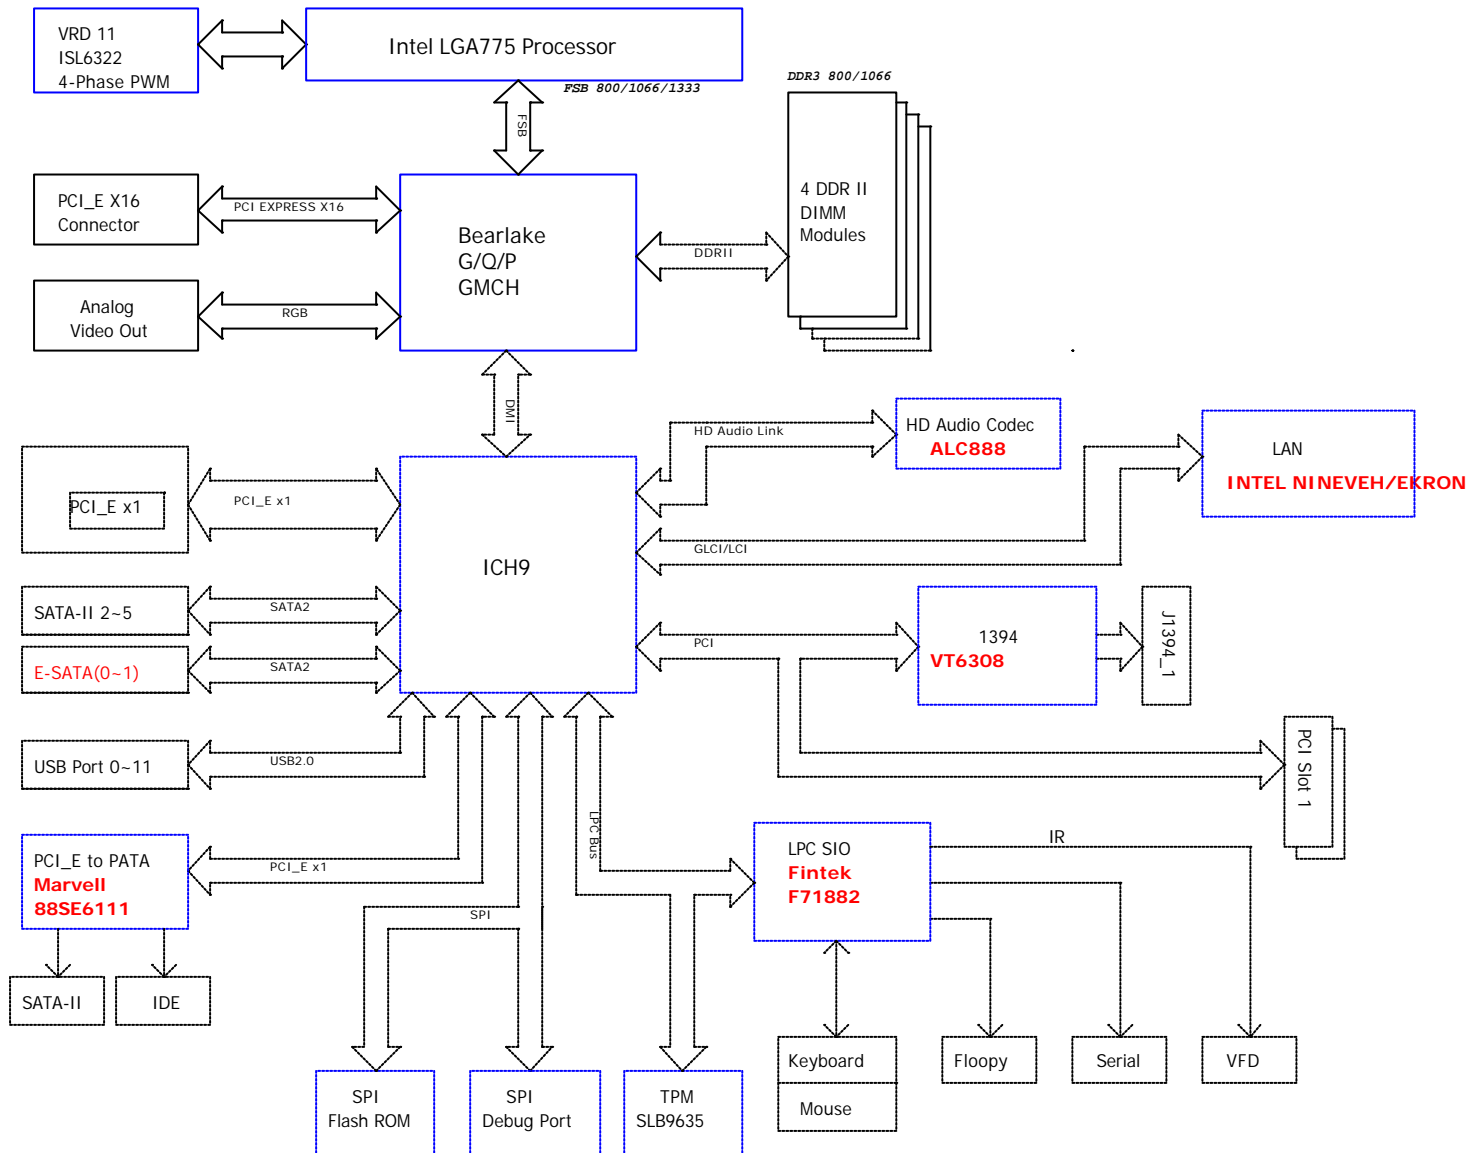 VRD 11
ISL6322
4-Phase PWM
Intel LGA775 Processor
FSB 800/1066/1333
DDR3 800/1066
FSB
PCI_E X16
Connector
PCI EXPRESS X16
Bearlake
G/Q/P
GMCH
DDRII
4 DDR II
DIMM
Modules
Analog
Video Out
RGB
DMI
HD Audio Link
HD Audio Codec
ALC888
LAN
INTEL NINEVEH/EKRON
PCI_E x1
PCI_E x1
ICH9
GLCI/LCI
SATA-II 2~5
SATA2
E-SATA(0~1)
SATA2
PCI
1394
VT6308
J1394_1
USB Port 0~11
USB2.0
PCI Slot 1
PCI_E to PATA
Marvell
88SE6111
PCI_E x1
LPC Bus
LPC SIO
Fintek
F71882
IR
SPI
SATA-II
IDE
Keyboard
Mouse
Floopy
Serial
VFD
SPI
Flash ROM
SPI
Debug Port
TPM
SLB9635